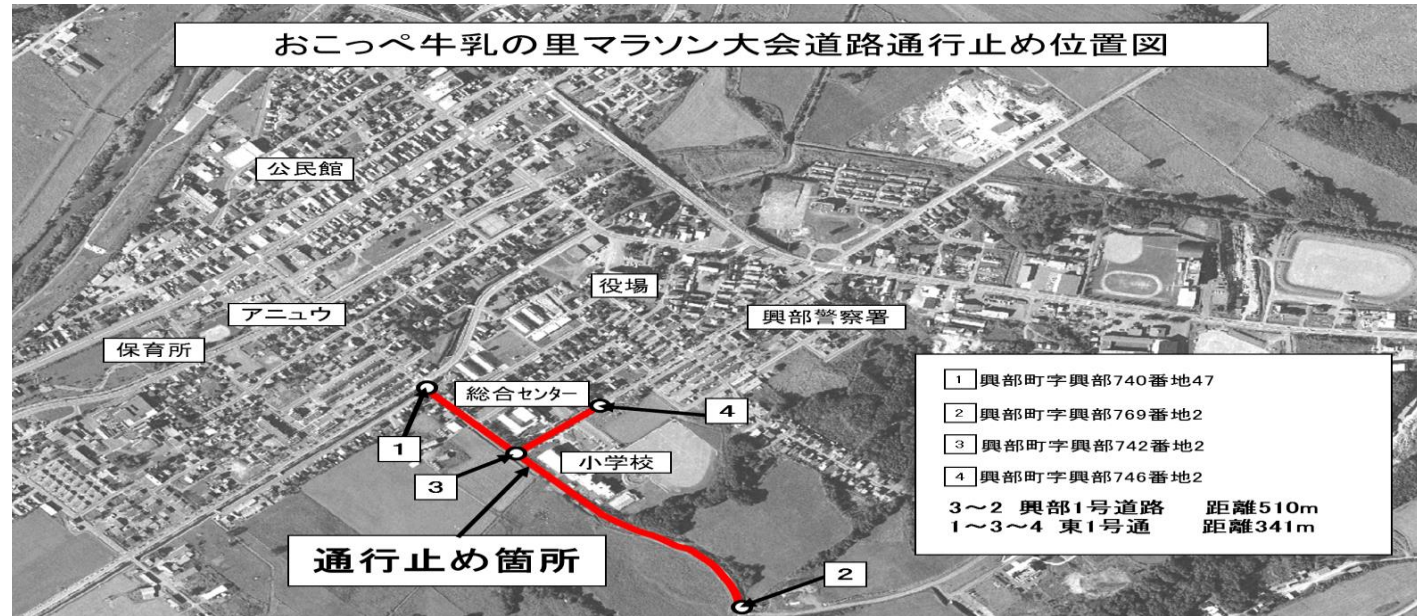 おこっぺ牛乳の里マラソン大会道路通行止め位置図
公民館
役場
アニュウ
興部警察署
保育所
総合センター
1
4
3
小学校
通行止め箇所
2
1 興部町字興部740番地47
2 興部町字興部769番地2
3 興部町字興部742番地2
4 興部町字興部746番地2
3～2 興部1号道路 距離510m
1～3～4 東1号通 距離341m